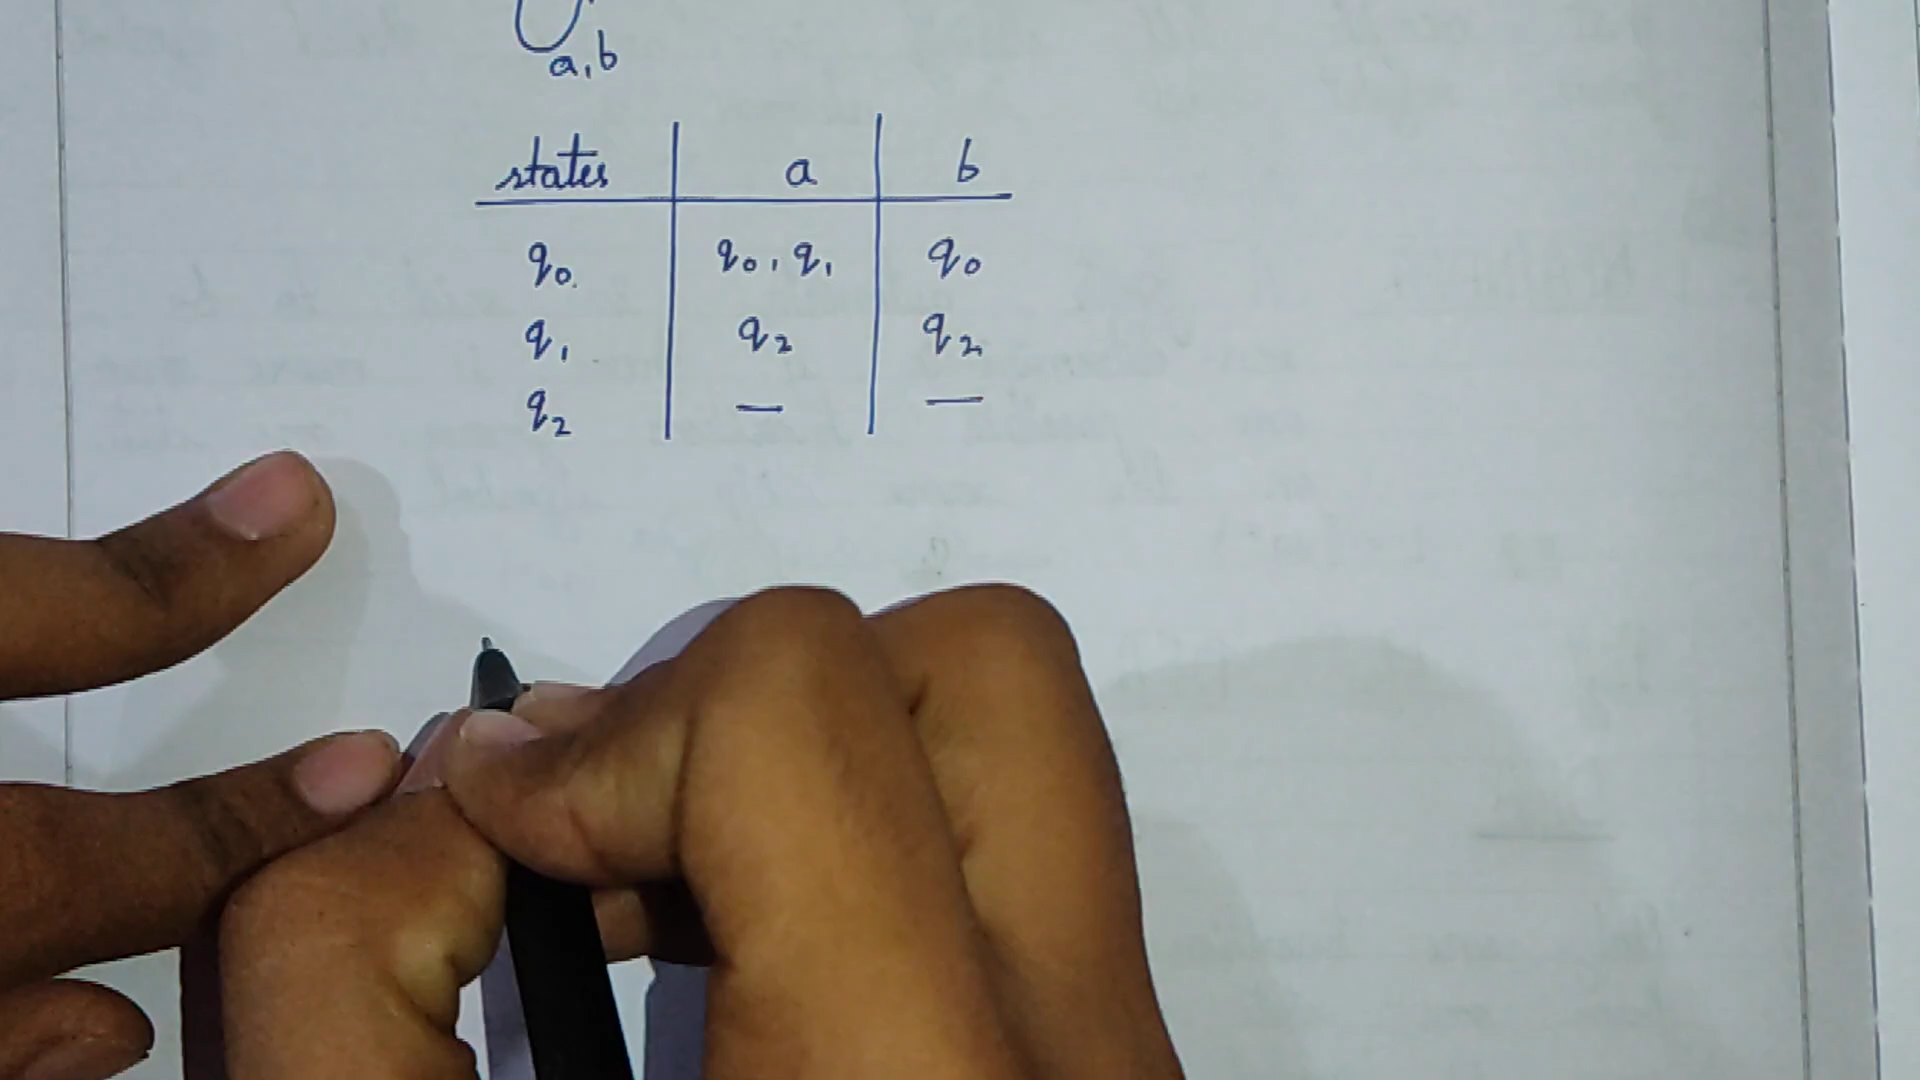 a, b
states a b
q0 q0, q1 q0
q1 q2 q2
q2 — —